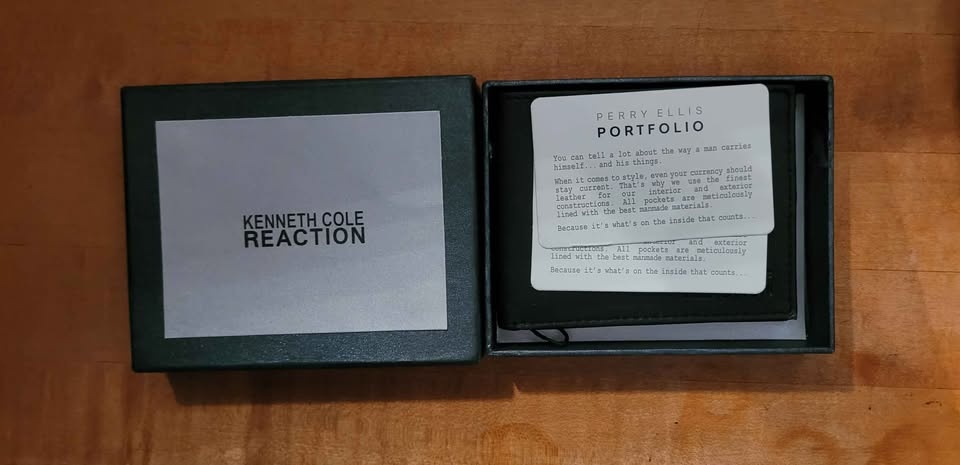 KENNETH COLE
REACTION
PERRY ELLIS
PORTFOLIO
You can tell a lot about the way a man carries
himself... and his things.
When it comes to style, even your currency should
stay current. That's why we use the finest
leather for our interior and exterior
constructions. All pockets are meticulously
lined with the best manmade materials.
Because it's what's on the inside that counts...
interior and exterior
constructions. All pockets are meticulously
lined with the best manmade materials.
Because it's what's on the inside that counts...